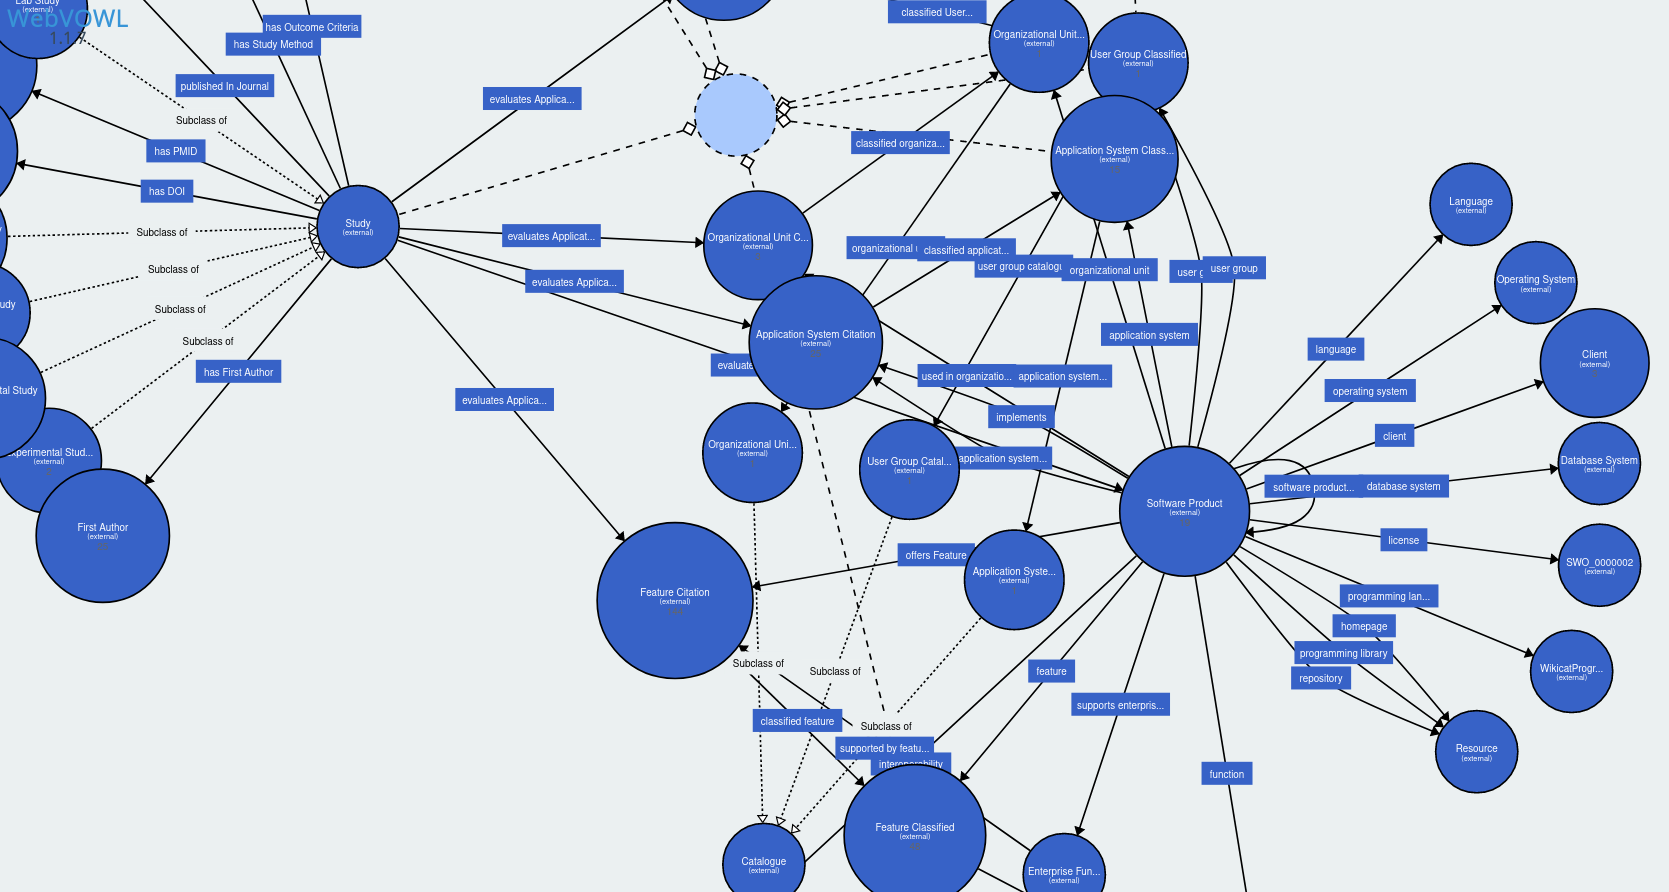 Lab Study
(external)
WebVOWL
1.1.7
has Outcome Criteria
has Study Method
published In Journal
Subclass of
has PMID
has DOI
Subclass of
Subclass of
Subclass of
Subclass of
has First Author
Study
(external)
evaluates Applica...
evaluates Applicat...
evaluates Applica...
evaluates Applica...
tal Study
xperimental Stud...
(external)
First Author
(external)
classified User...
Organizational Unit...
(external)
User Group Classified
(external)
classified organiza...
Application System Class...
(external)
Organizational Unit C...
(external)
classified applicat...
user group catalogu
organizational unit
user group
Application System Citation
(external)
application system
used in organizatio...
application system...
implements
application system...
Organizational Uni...
(external)
User Group Catal...
(external)
Software Product
(external)
Language
(external)
Operating System
(external)
Client
(external)
Database System
(external)
SWO_0000002
(external)
WikicatProgr...
(external)
Resource
(external)
language
operating system
client
software product...
database system
license
programming lan...
homepage
programming library
repository
offers Feature
Application Syste...
(external)
Feature Citation
(external)
Subclass of
Subclass of
Subclass of
classified feature
supported by featu...
interoperability
feature
supports enterpris...
function
Feature Classified
(external)
Catalogue
(external)
Enterprise Fun...
(external)